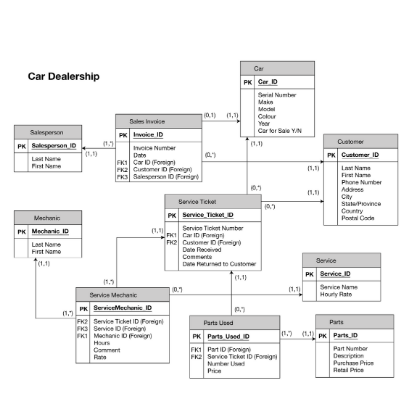 Car Dealership
Car
PK Car_ID
Serial Number
Make
Model
Colour
Year
Car for Sale Y/N
Sales Invoice
PK Invoice_ID
Invoice Number
Date
FK1 Car ID (Foreign)
FK2 Customer ID (Foreign)
FK3 Salesperson ID (Foreign)
(0,1)
(1,1)
(0,*)
(1,1)
(1,*)
(1,1)
Salesperson
PK Salesperson_ID
Last Name
First Name
Customer
PK Customer_ID
Last Name
First Name
Phone Number
Address
City
State/Province
Country
Postal Code
(1,1)
(0,*)
(0,*)
(1,1)
Service Ticket
PK Service_Ticket_ID
Service Ticket Number
FK1 Car ID (Foreign)
FK2 Customer ID (Foreign)
Date Received
Comments
Date Returned to Customer
Mechanic
PK Mechanic_ID
Last Name
First Name
(1,1)
(1,1)
(1,1)
(1,*)
(0,*)
(1,1)
(1,*)
(0,*)
Service
PK Service_ID
Service Name
Hourly Rate
Service Mechanic
PK ServiceMechanic_ID
FK2 Service Ticket ID (Foreign)
FK3 Service ID (Foreign)
FK1 Mechanic ID (Foreign)
Hours
Comment
Rate
Parts Used
PK Parts_Used_ID
FK1 Part ID (Foreign)
FK2 Service Ticket ID (Foreign)
Number Used
Price
(1,*)
(1,1)
Parts
PK Parts_ID
Part Number
Description
Purchase Price
Retail Price